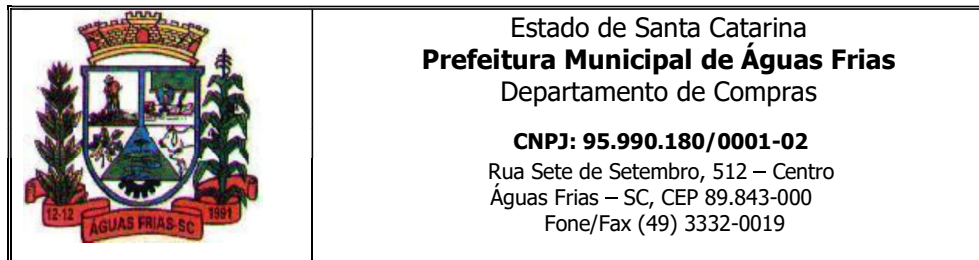 12-12
ÁGUAS FRIAS-SC
1991
Estado de Santa Catarina
Prefeitura Municipal de Águas Frias
Departamento de Compras
CNPJ: 95.990.180/0001-02
Rua Sete de Setembro, 512 – Centro
Águas Frias – SC, CEP 89.843-000
Fone/Fax (49) 3332-0019